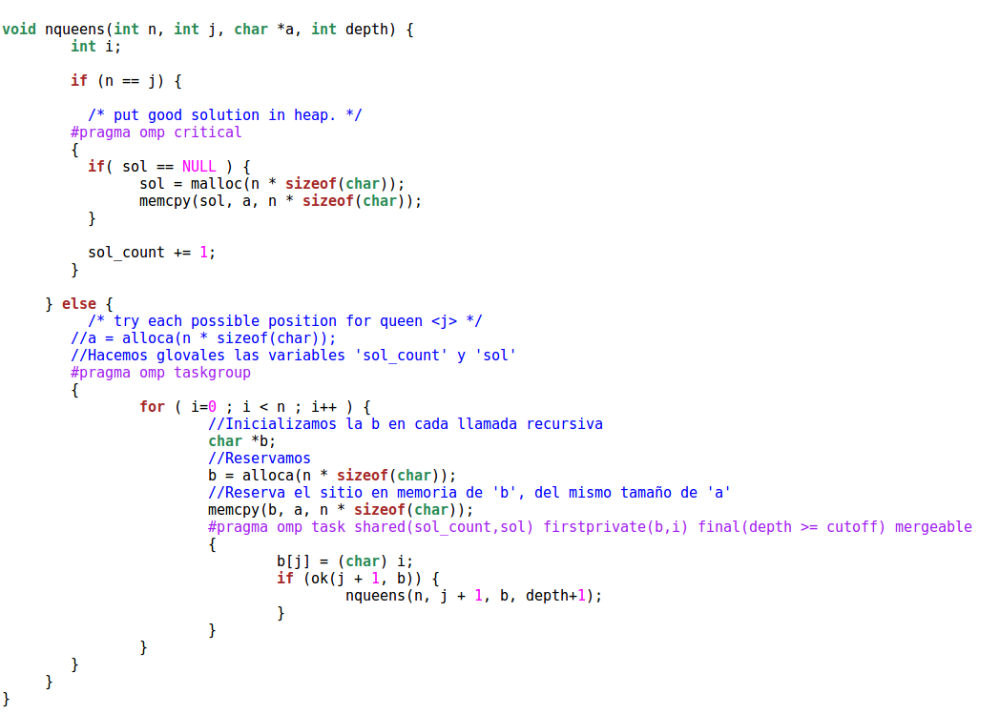 void nqueens(int n, int j, char *a, int depth) {
int i;
if (n == j) {
/* put good solution in heap. */
#pragma omp critical
{
if( sol == NULL ) {
sol = malloc(n * sizeof(char));
memcpy(sol, a, n * sizeof(char));
}
sol_count += 1;
}
} else {
/* try each possible position for queen <j> */
//a = alloca(n * sizeof(char));
//Hacemos glovales las variables 'sol_count' y 'sol'
#pragma omp taskgroup
{
for ( i=0 ; i < n ; i++ ) {
//Inicializamos la b en cada llamada recursiva
char *b;
//Reservamos
b = alloca(n * sizeof(char));
//Reserva el sitio en memoria de 'b', del mismo tamaño de 'a'
memcpy(b, a, n * sizeof(char));
#pragma omp task shared(sol_count,sol) firstprivate(b,i) final(depth >= cutoff) mergeable
{
b[j] = (char) i;
if (ok(j + 1, b)) {
nqueens(n, j + 1, b, depth+1);
}
}
}
}
}
}